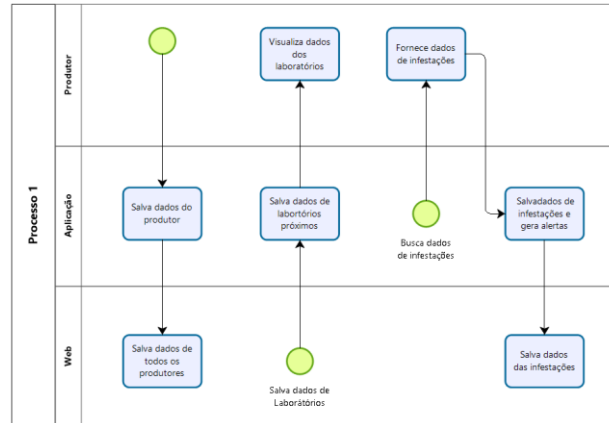 Processo 1
Produtor
Visualiza dados
dos
laboratórios
Fornece dados
de infestações
Aplicação
Salva dados do
produtor
Salva dados de
labortórios
próximos
Busca dados
de infestações
Salvadados de
infestações e
gera alertas
Web
Salva dados de
todos os
produtores
Salva dados de
Laborátórios
Salva dados
das infestações